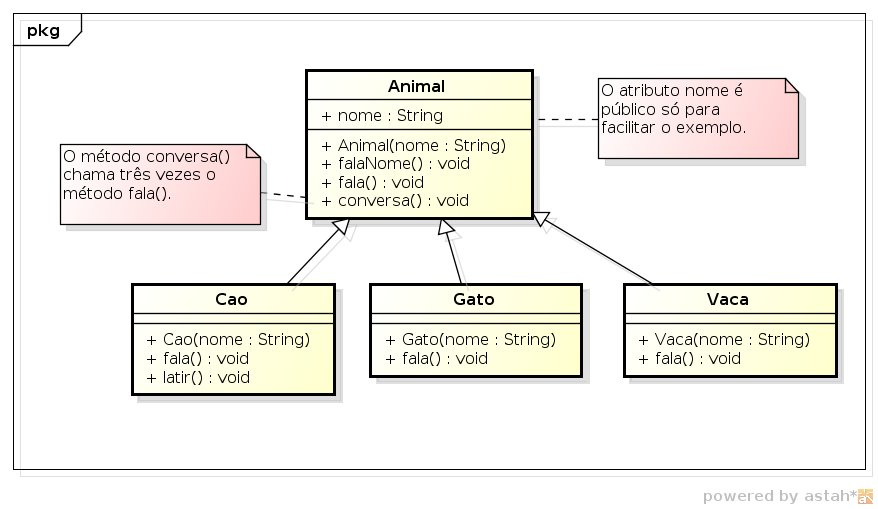 pkg
Animal
+ nome : String
+ Animal(nome : String)
+ falaNome() : void
+ fala() : void
+ conversa() : void
O atributo nome é
público só para
facilitar o exemplo.
O método conversa()
chama três vezes o
método fala().
Cao
+ Cao(nome : String)
+ fala() : void
+ latir() : void
Gato
+ Gato(nome : String)
+ fala() : void
Vaca
+ Vaca(nome : String)
+ fala() : void
powered by astah*